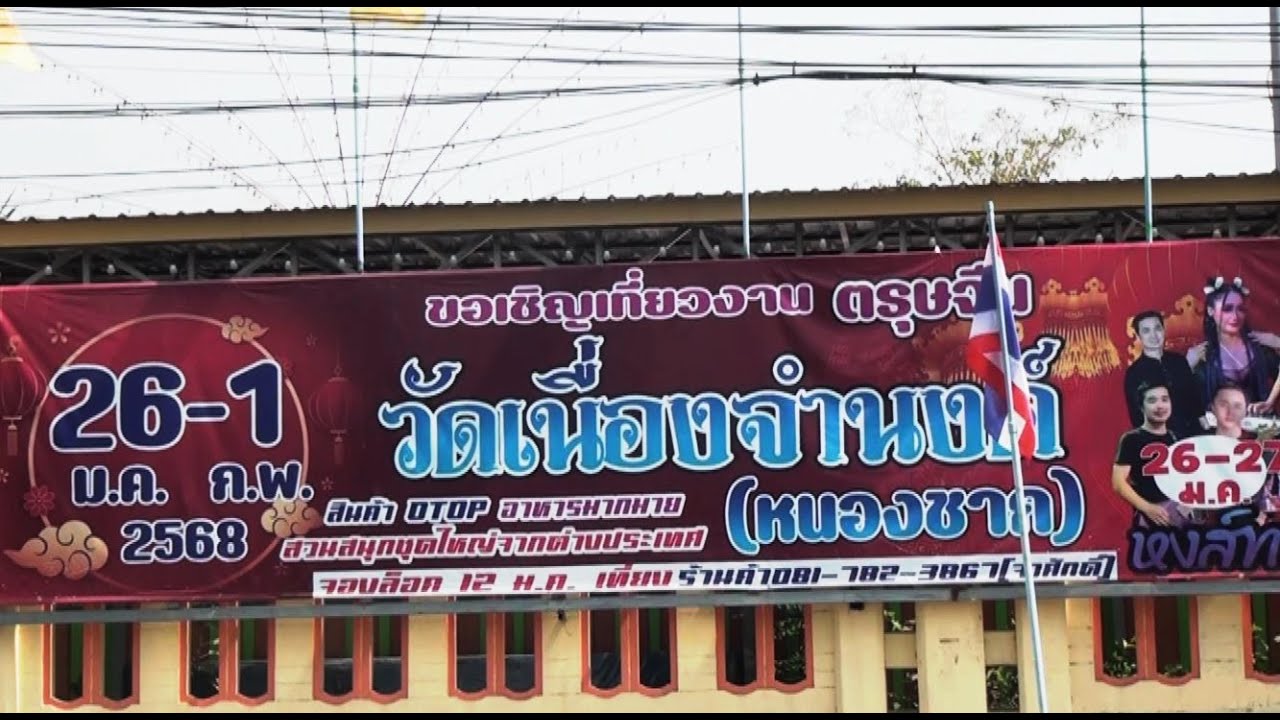 ขอเชิญเที่ยวงาน ตรุษจีน
26-1
ม.ค. ก.พ.
2568
วัดเนื่องจำนงค์
(หนองชาค)
สินค้า OTOP อาหารมากมาย
สวนสนุกชุดใหญ่จากต่างประเทศ
จองล็อค 12 ม.ค. เที่ยง ร้านค้า081-782-3867(จ่าศักดิ์)
26-27
ม.ค.